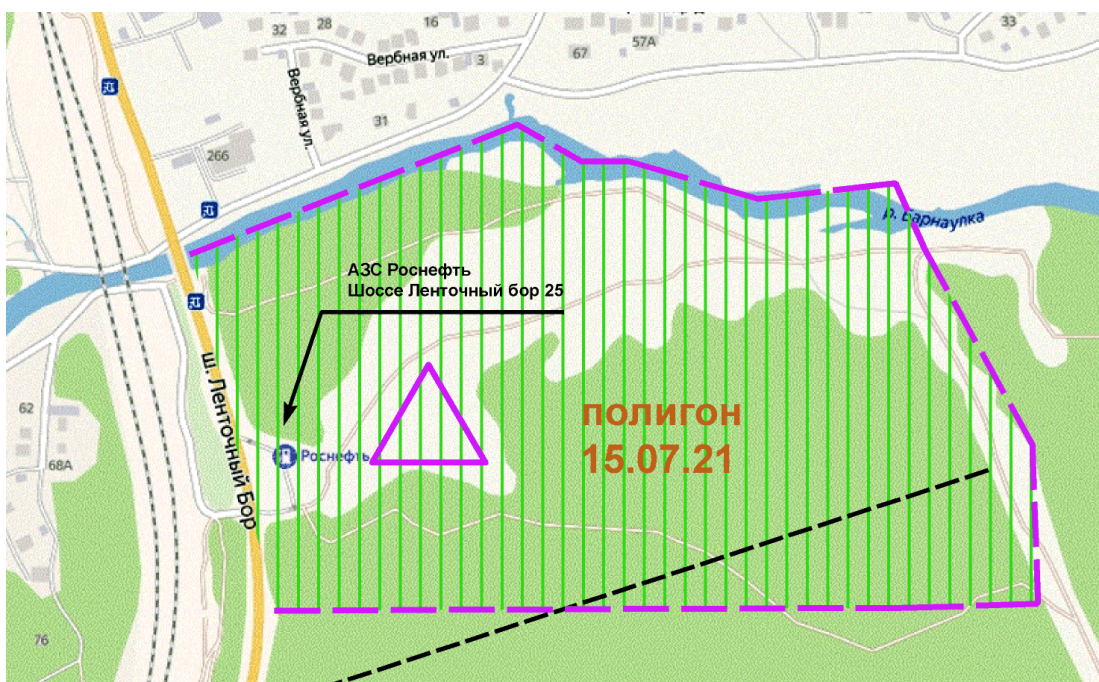 32
28
16
33
57А
Вербная ул.
3
67
Вербная ул.
31
266
р. Барнаулка
АЗС Роснефть
Шоссе Ленточный бор 25
ш. Ленточный Бор
62
полигон
15.07.21
Роснефть
68А
76